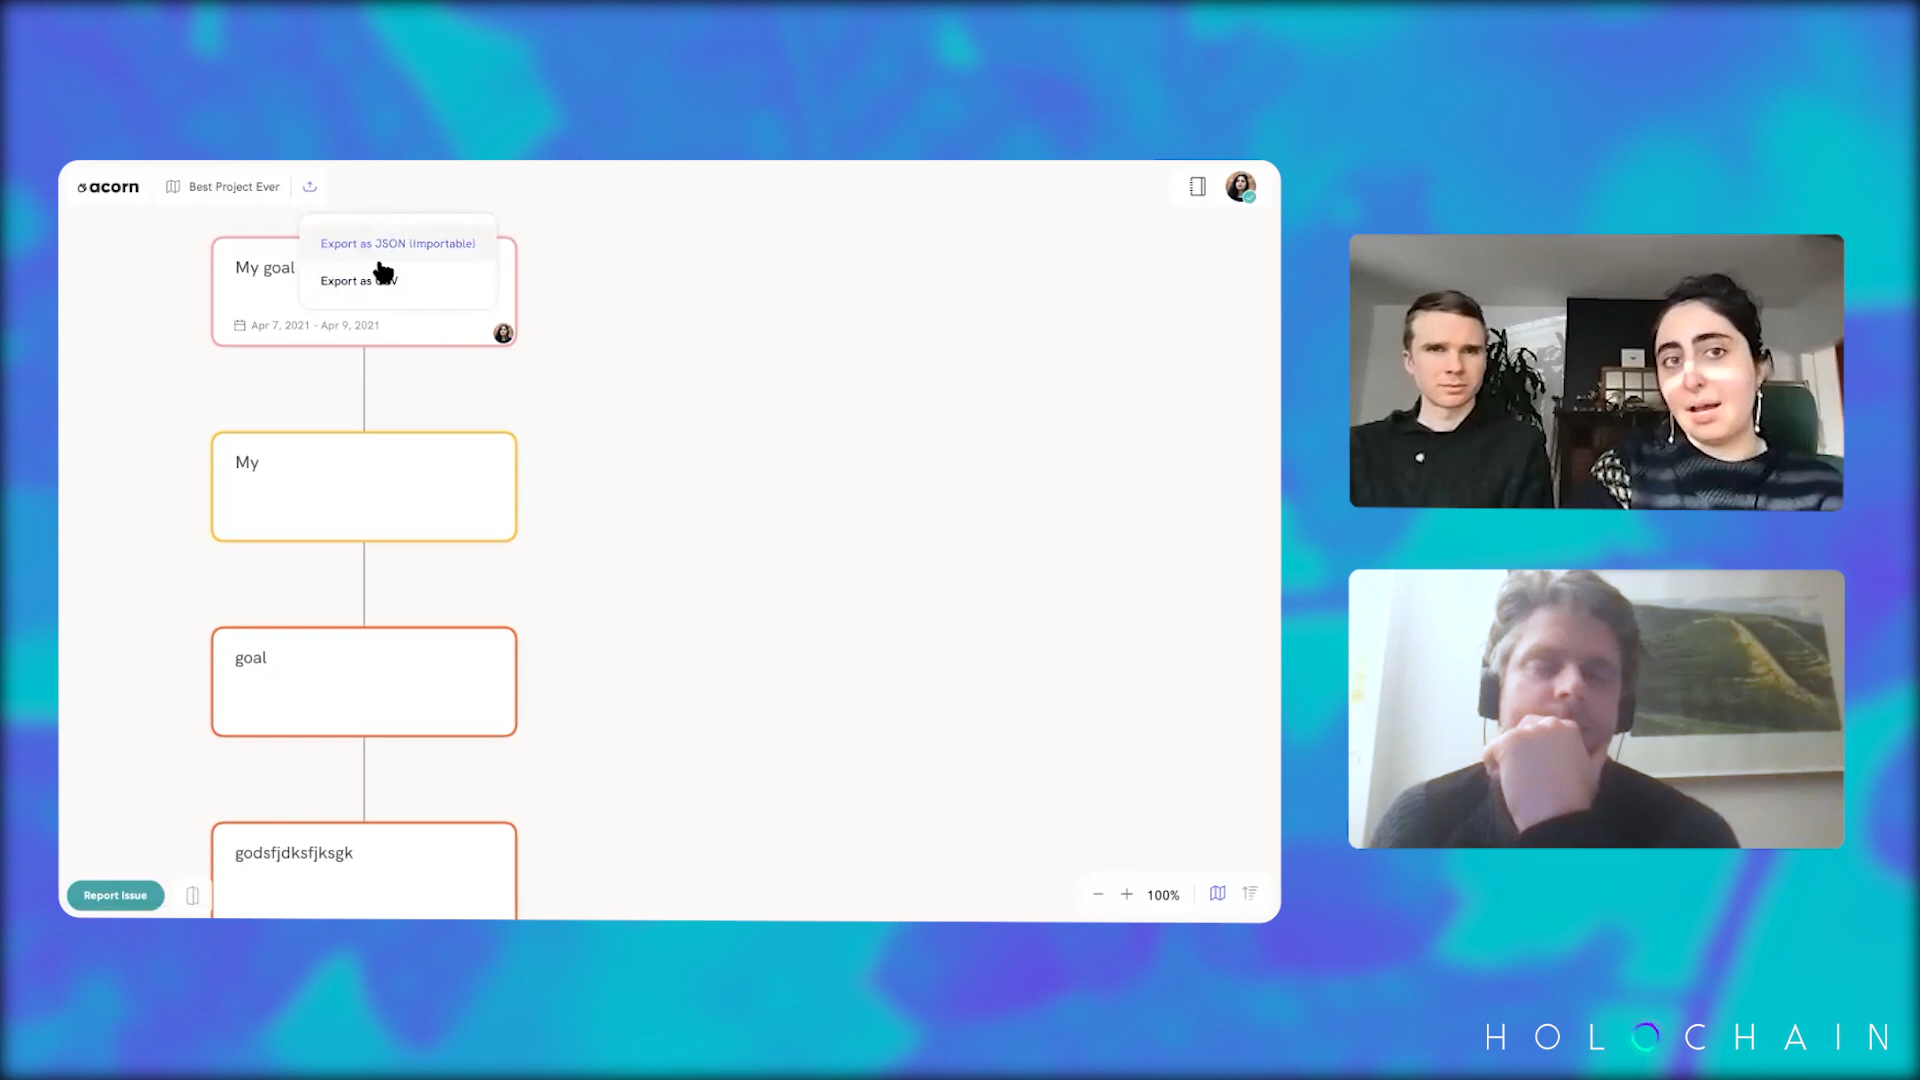 acorn
Best Project Ever
Export as JSON (importable)
My goal
Export as
Apr 7, 2021 - Apr 9, 2021
My
goal
godsfjdksfjksgk
Report Issue
100%
HOLOCHAIN